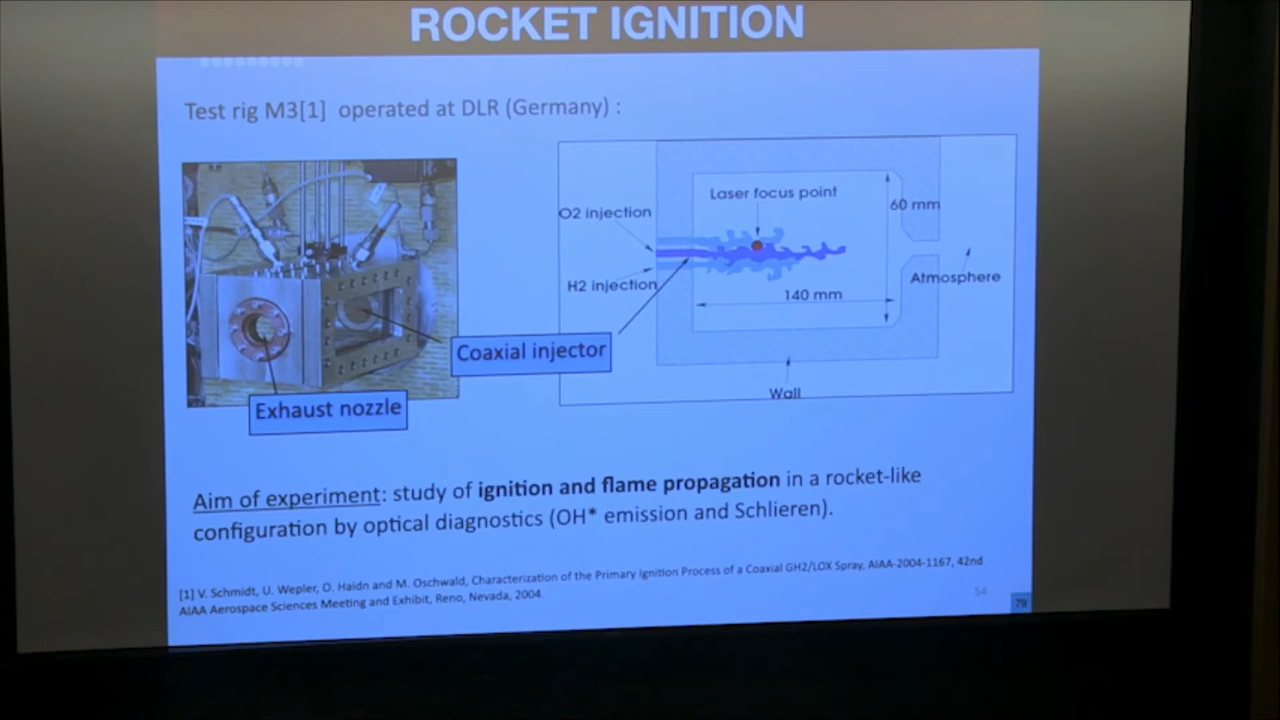 ROCKET IGNITION
Test rig M3[1] operated at DLR (Germany) :
Laser focus point
O2 injection
60 mm
H2 injection
Atmosphere
140 mm
Coaxial injector
Wall
Exhaust nozzle
Aim of experiment: study of ignition and flame propagation in a rocket-like
configuration by optical diagnostics (OH* emission and Schlieren).
[1] V. Schmidt, U. Wepler, O. Haidn and M. Oschwald, Characterization of the Primary Ignition Process of a Coaxial GH2/LOX Spray, AIAA-2004-1167, 42nd
AIAA Aerospace Sciences Meeting and Exhibit, Reno, Nevada, 2004.
54
79